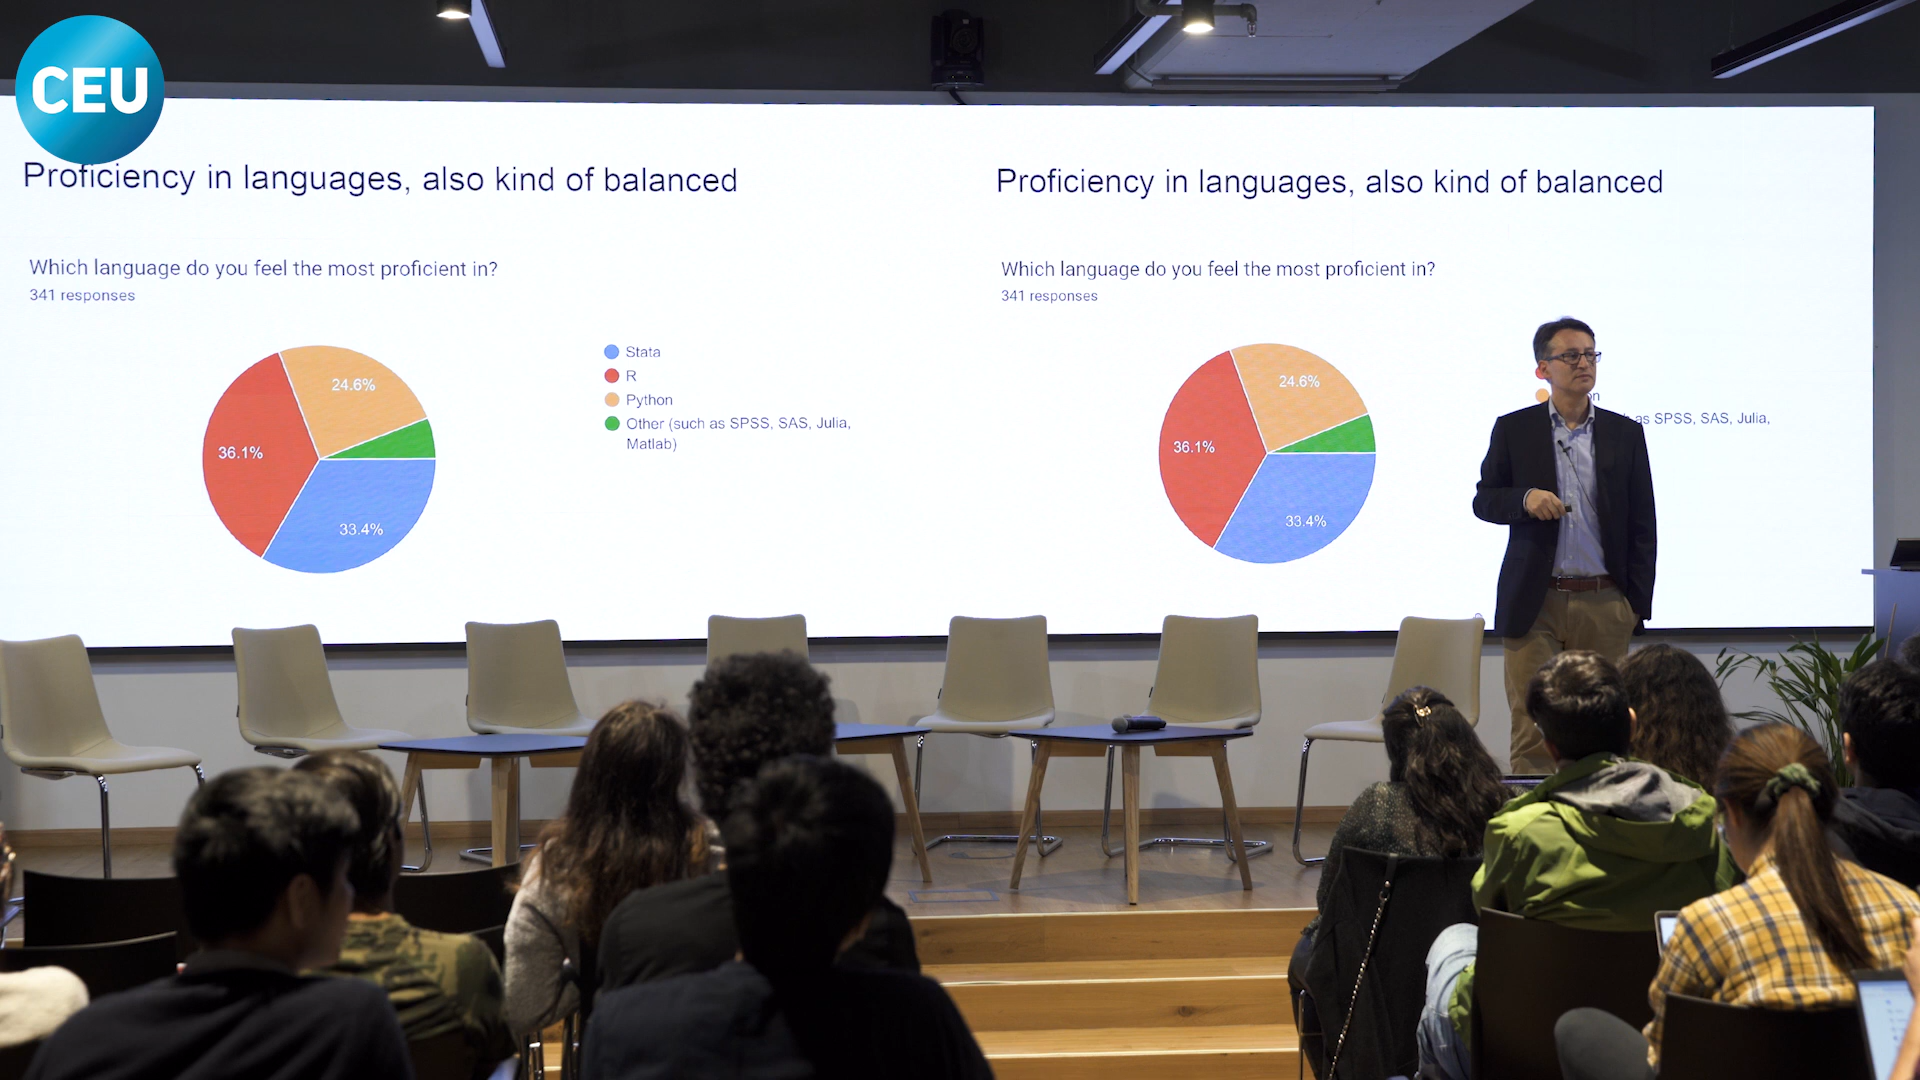 CEU
Proficiency in languages, also kind of balanced
Which language do you feel the most proficient in?
341 responses
24.6%
36.1%
33.4%
Stata
R
Python
Other (such as SPSS, SAS, Julia,
Matlab)
Proficiency in languages, also kind of balanced
Which language do you feel the most proficient in?
341 responses
24.6%
36.1%
33.4%
as SPSS, SAS, Julia,